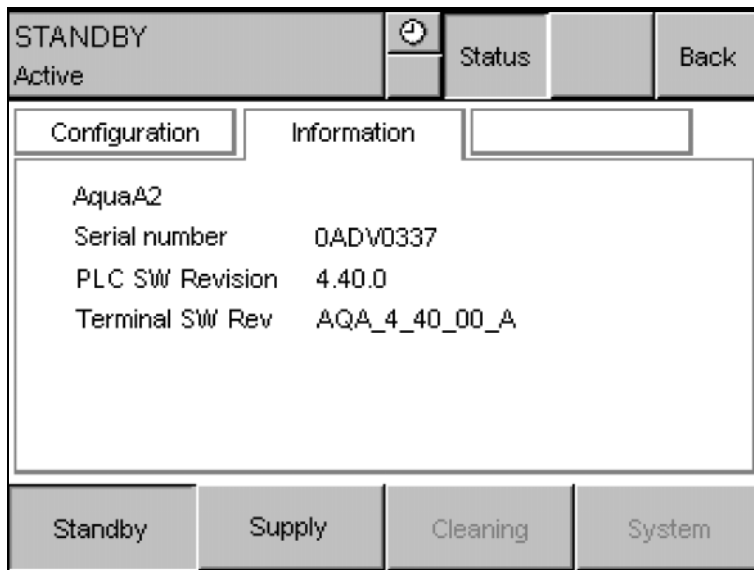 STANDBY
Active
Status
Back
Configuration
Information
AquaA2
Serial number 0ADV0337
PLC SW Revision 4.40.0
Terminal SW Rev AQA_4_40_00_A
Standby
Supply
Cleaning
System